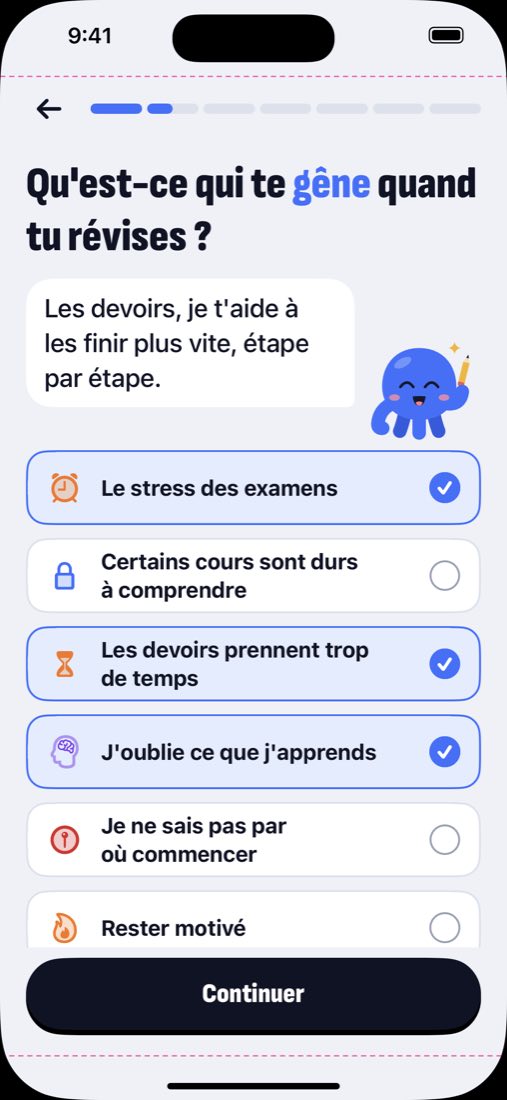 9:41
Qu'est-ce qui te gêne quand
tu révises ?
Les devoirs, je t'aide à
les finir plus vite, étape
par étape.
Le stress des examens
Certains cours sont durs
à comprendre
Les devoirs prennent trop
de temps
J'oublie ce que j'apprends
Je ne sais pas par
où commencer
Rester motivé
Continuer